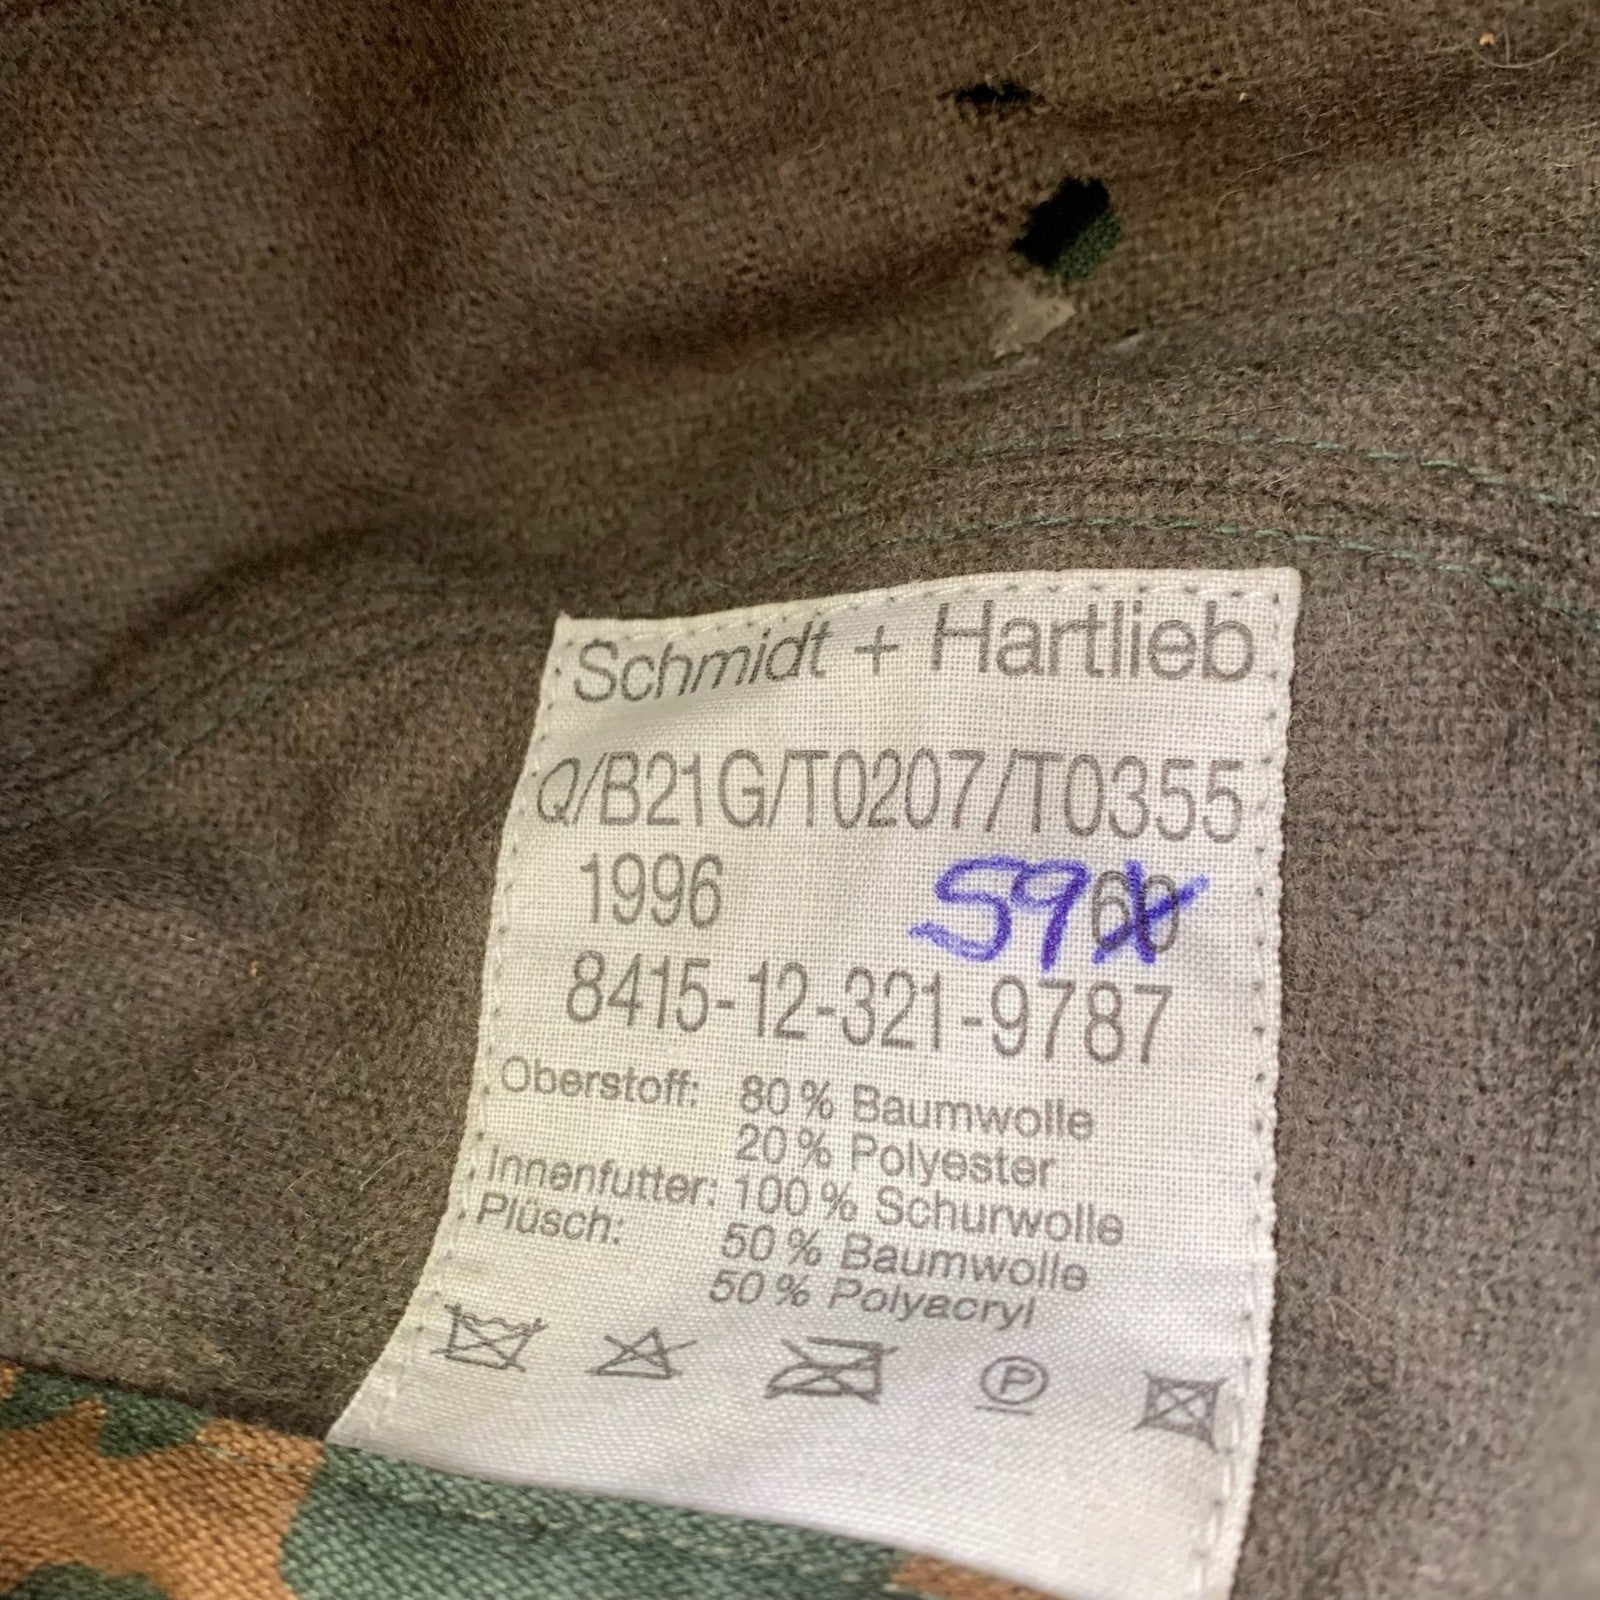 Schmidt + Hartlieb
Q/B21G/T0207/T0355
1996 59 60
8415-12-321-9787
Oberstoff: 80 % Baumwolle
20 % Polyester
Innenfutter: 100 % Schurwolle
Plüsch: 50 % Baumwolle
50 % Polyacryl
P